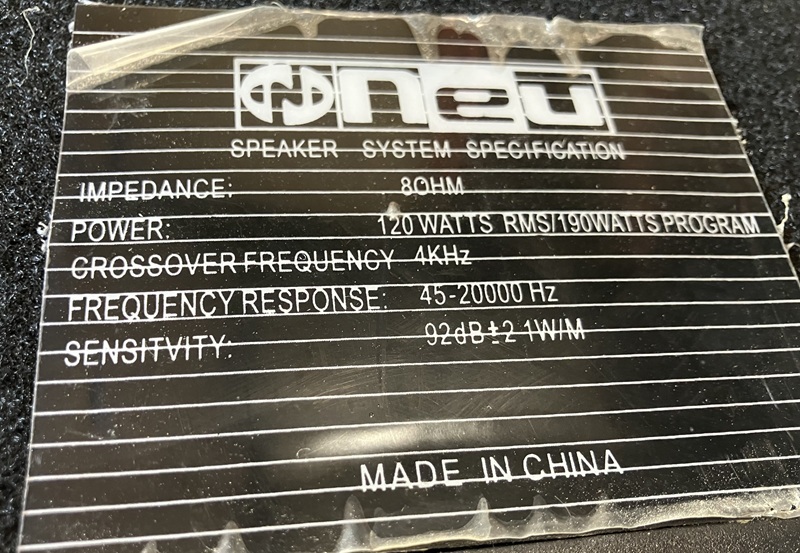 neu
SPEAKER SYSTEM SPECIFICATION
IMPEDANCE: 8OHM
POWER: 120 WATTS RMS/190WATTS PROGRAM
CROSSOVER FREQUENCY 4KHz
FREQUENCY RESPONSE: 45-20000 Hz
SENSITVITY: 92dB±2 1W/M
MADE IN CHINA